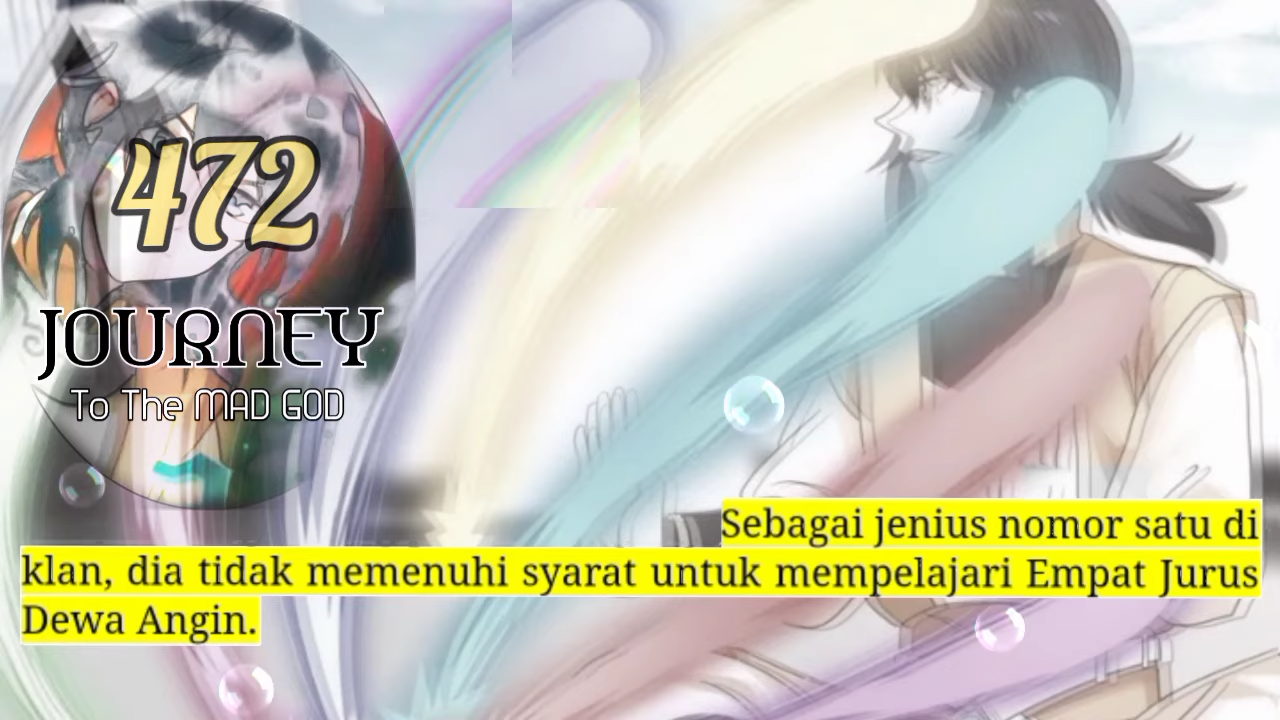 472
JOURNEY
To The MAD GOD
Sebagai jenius nomor satu di
klan, dia tidak memenuhi syarat untuk mempelajari Empat Jurus
Dewa Angin.